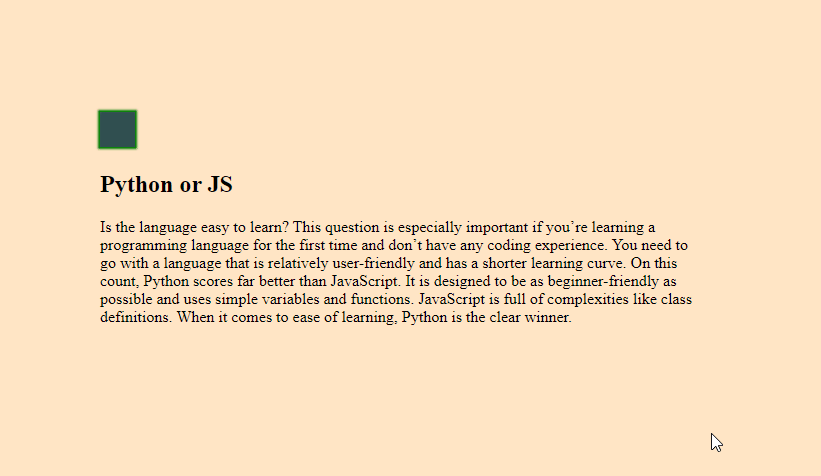 Python or JS
Is the language easy to learn? This question is especially important if you’re learning a
programming language for the first time and don’t have any coding experience. You need to
go with a language that is relatively user-friendly and has a shorter learning curve. On this
count, Python scores far better than JavaScript. It is designed to be as beginner-friendly as
possible and uses simple variables and functions. JavaScript is full of complexities like class
definitions. When it comes to ease of learning, Python is the clear winner.